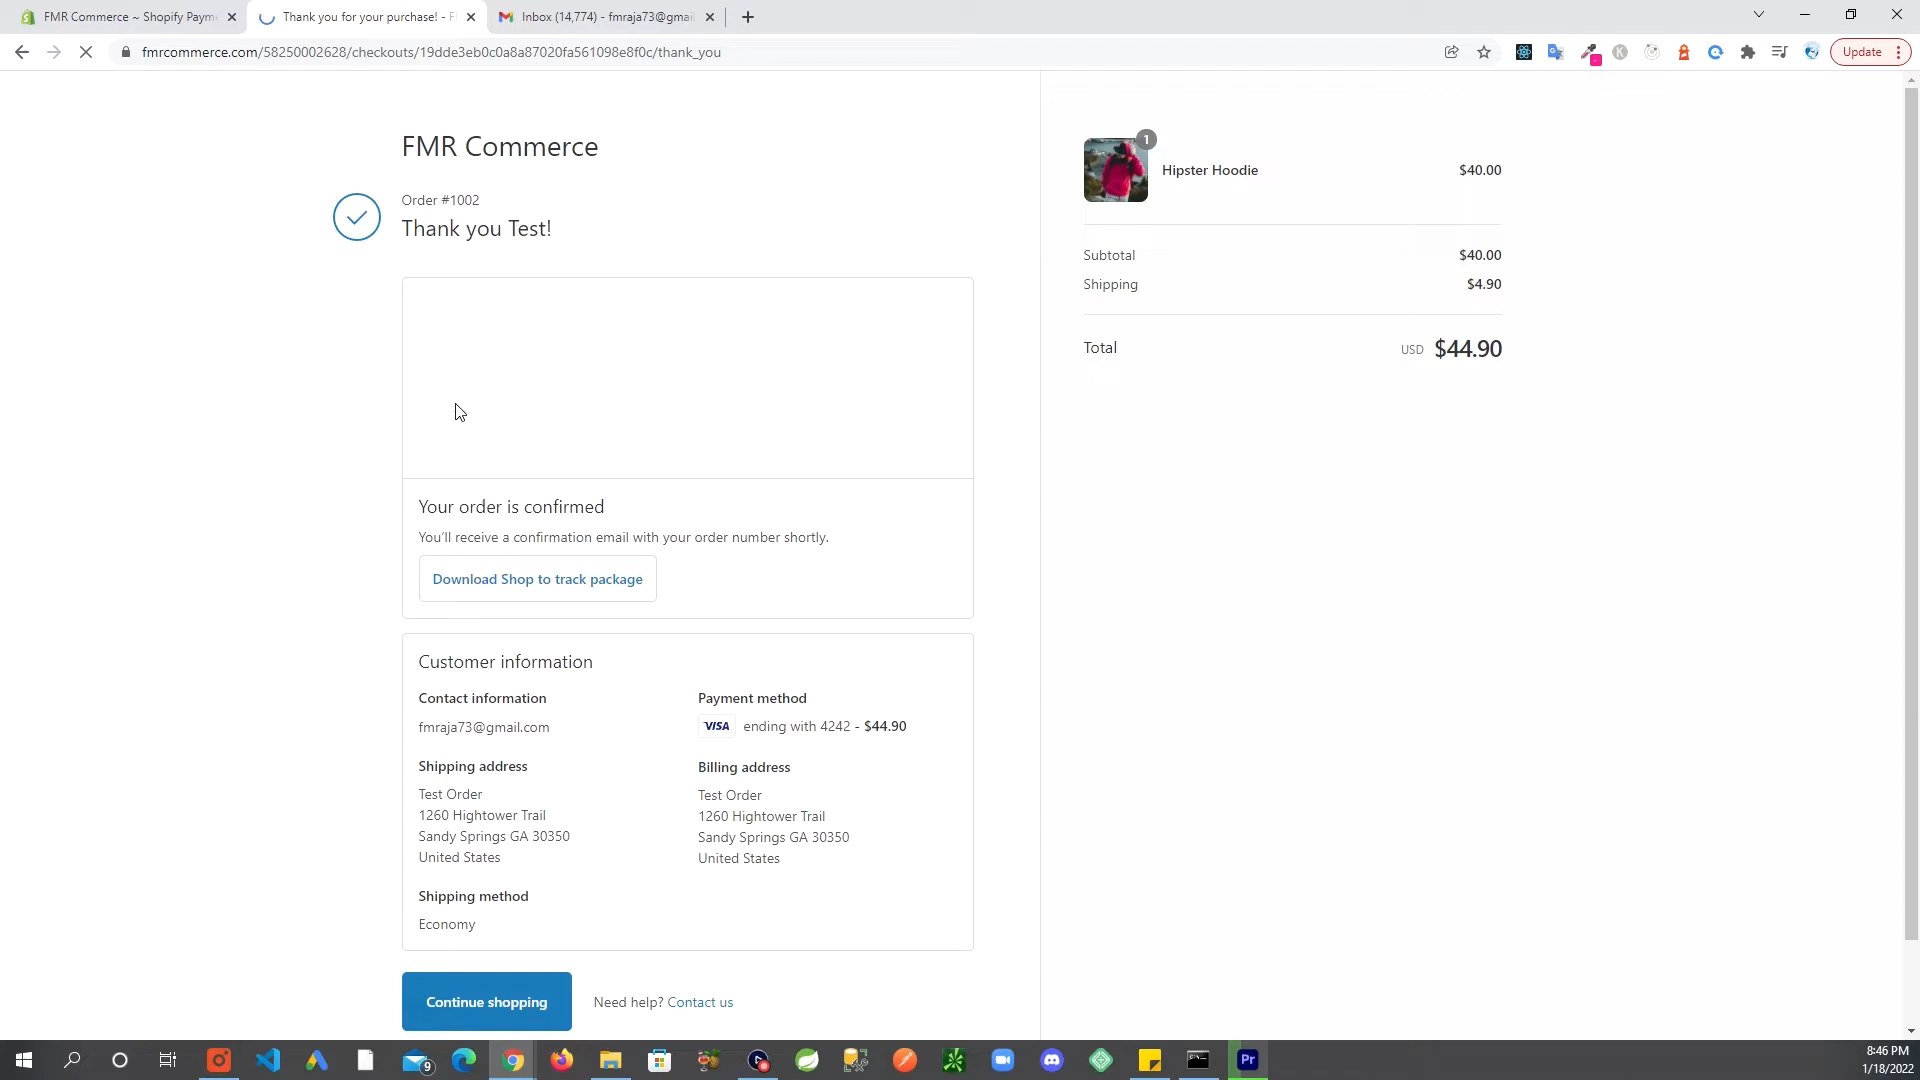 FMR Commerce ~ Shopify Payme
Thank you for your purchase! - F
Inbox (14,774) - fmraja73@gmai
fmrcommerce.com/58250002628/checkouts/19dde3eb0c0a8a87020fa561098e8f0c/thank_you
Update
FMR Commerce
Order #1002
Thank you Test!
Your order is confirmed
You’ll receive a confirmation email with your order number shortly.
Download Shop to track package
Customer information
Contact information
fmraja73@gmail.com
Payment method
VISA ending with 4242 - $44.90
Shipping address
Test Order
1260 Hightower Trail
Sandy Springs GA 30350
United States
Billing address
Test Order
1260 Hightower Trail
Sandy Springs GA 30350
United States
Shipping method
Economy
Continue shopping
Need help? Contact us
1
Hipster Hoodie $40.00
Subtotal $40.00
Shipping $4.90
Total USD $44.90
9
Pr
8:46 PM
1/18/2022